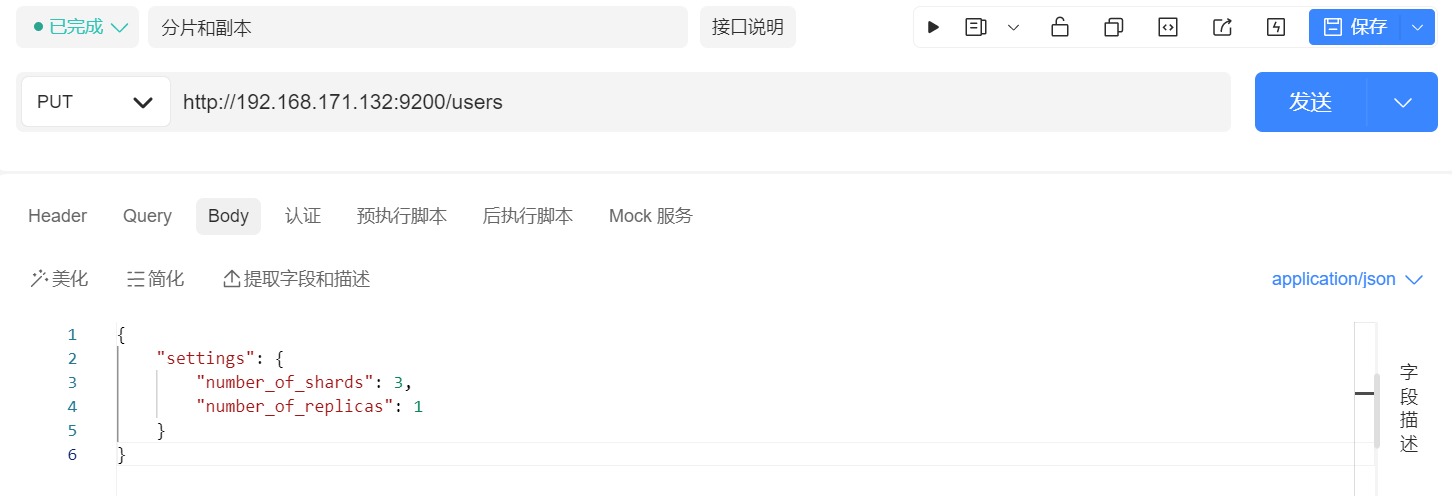 已完成 分片和副本 接口说明 保存
PUT http://192.168.171.132:9200/users 发送
Header Query Body 认证 预执行脚本 后执行脚本 Mock 服务
美化 简化 提取字段和描述 application/json
1 {
2 "settings": {
3 "number_of_shards": 3,
4 "number_of_replicas": 1
5 }
6 }
字段描述